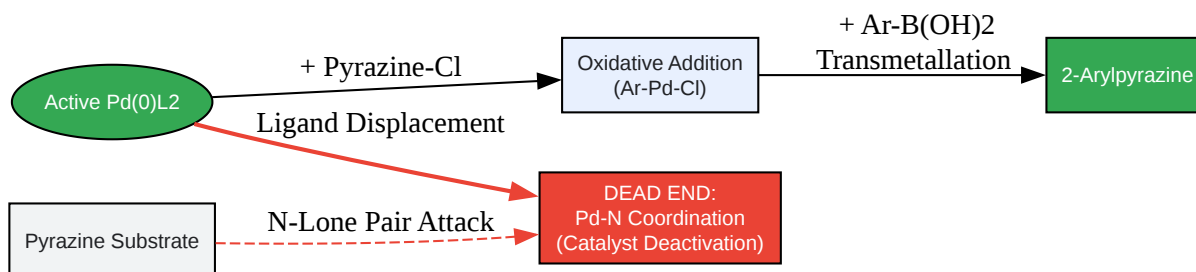 Active Pd(0)L2
+ Pyrazine-Cl
Oxidative Addition
(Ar-Pd-Cl)
+ Ar-B(OH)2
Transmetallation
2-Arylpyrazine
Ligand Displacement
Pyrazine Substrate
N-Lone Pair Attack
DEAD END:
Pd-N Coordination
(Catalyst Deactivation)